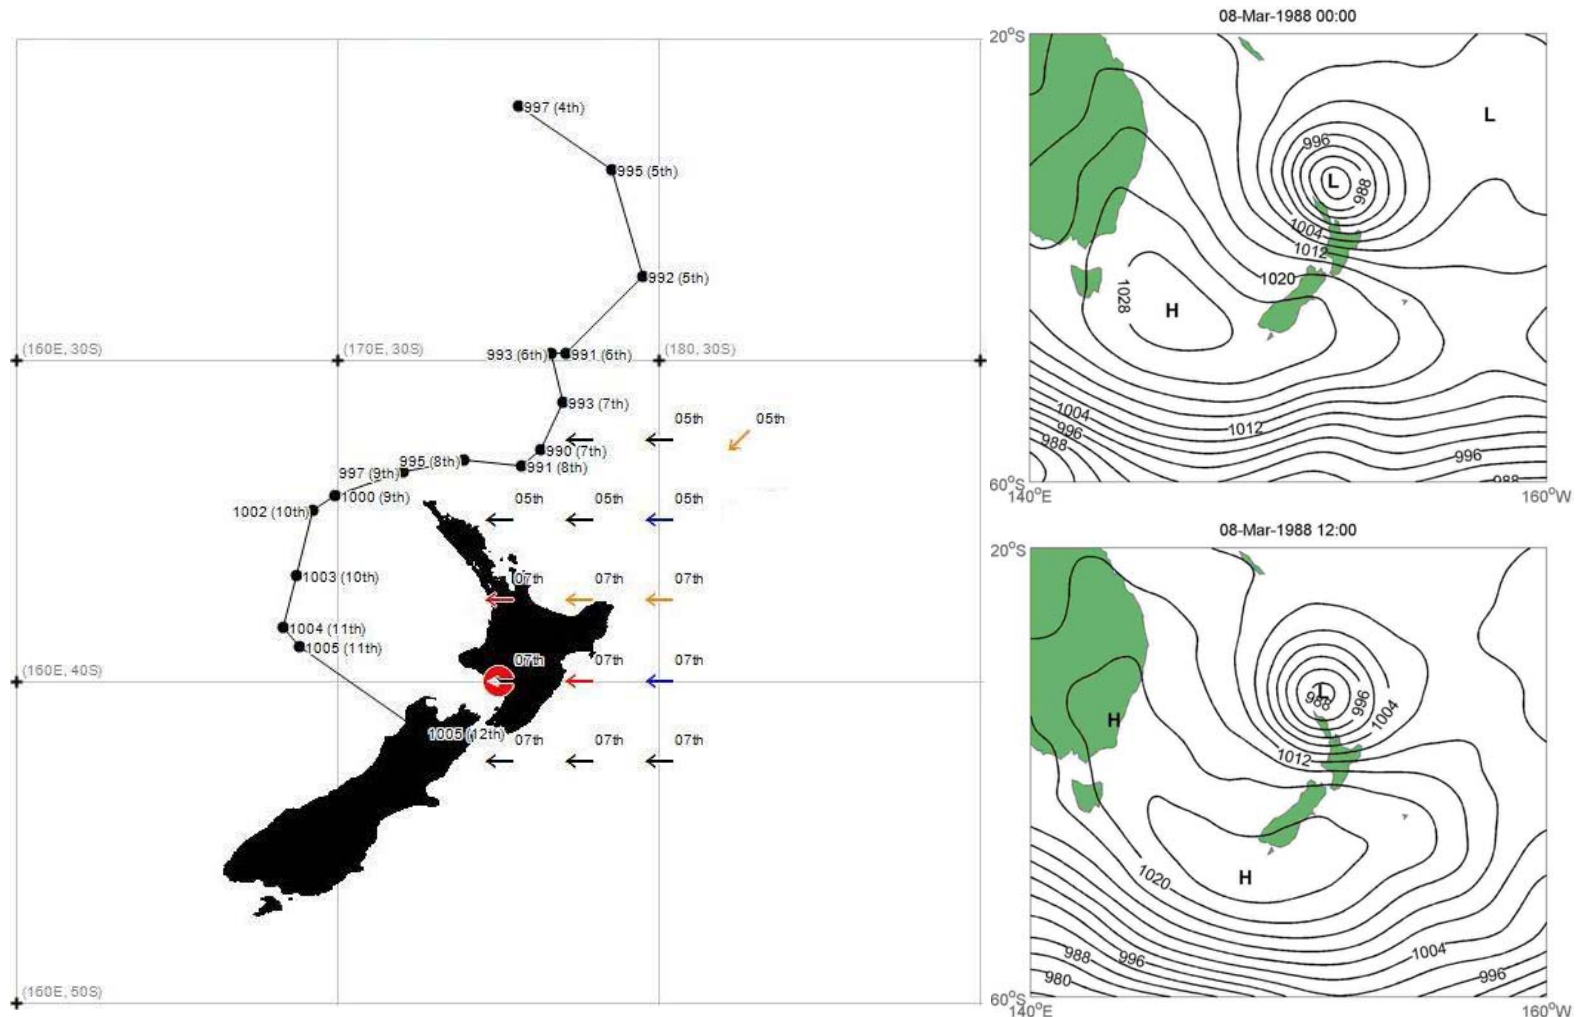 997 (4th)
995 (5th)
992 (5th)
(160E, 30S)
(170E, 30S)
(180, 30S)
993 (6th)
991 (6th)
993 (7th)
05th
05th
990 (7th)
995 (8th)
991 (8th)
997 (9th)
1000 (9th)
05th
05th
05th
1002 (10th)
1003 (10th)
07th
07th
07th
1004 (11th)
1005 (11th)
07th
07th
07th
(160E, 40S)
1005 (12th)
07th
07th
07th
(160E, 50S)
08-Mar-1988 00:00
20°S
996
L
L
988
1004
1012
1020
1028
H
1004
996
988
1012
996
988
60°S
140°E
160°W
08-Mar-1988 12:00
20°S
L
988
996
1004
H
1012
1020
H
988
996
1004
980
996
60°S
140°E
160°W